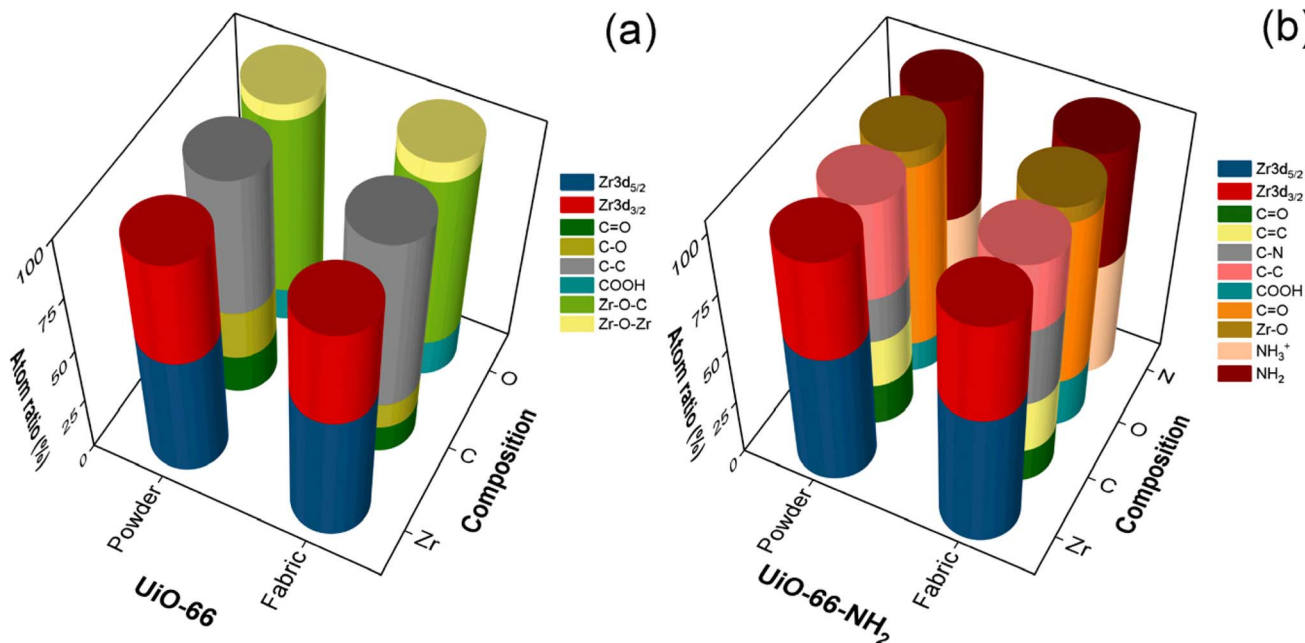 (a)
100
75
50
25
0
Atom ratio (%)
Powder
Fabric
UiO-66
Zr
C
O
Composition
Zr3d5/2
Zr3d3/2
C=O
C-O
C-C
COOH
Zr-O-C
Zr-O-Zr
(b)
100
75
50
25
0
Atom ratio (%)
Powder
Fabric
UiO-66-NH2
Zr
C
O
N
Composition
Zr3d5/2
Zr3d3/2
C=O
C=C
C-N
C-C
COOH
C=O
Zr-O
NH3+
NH2